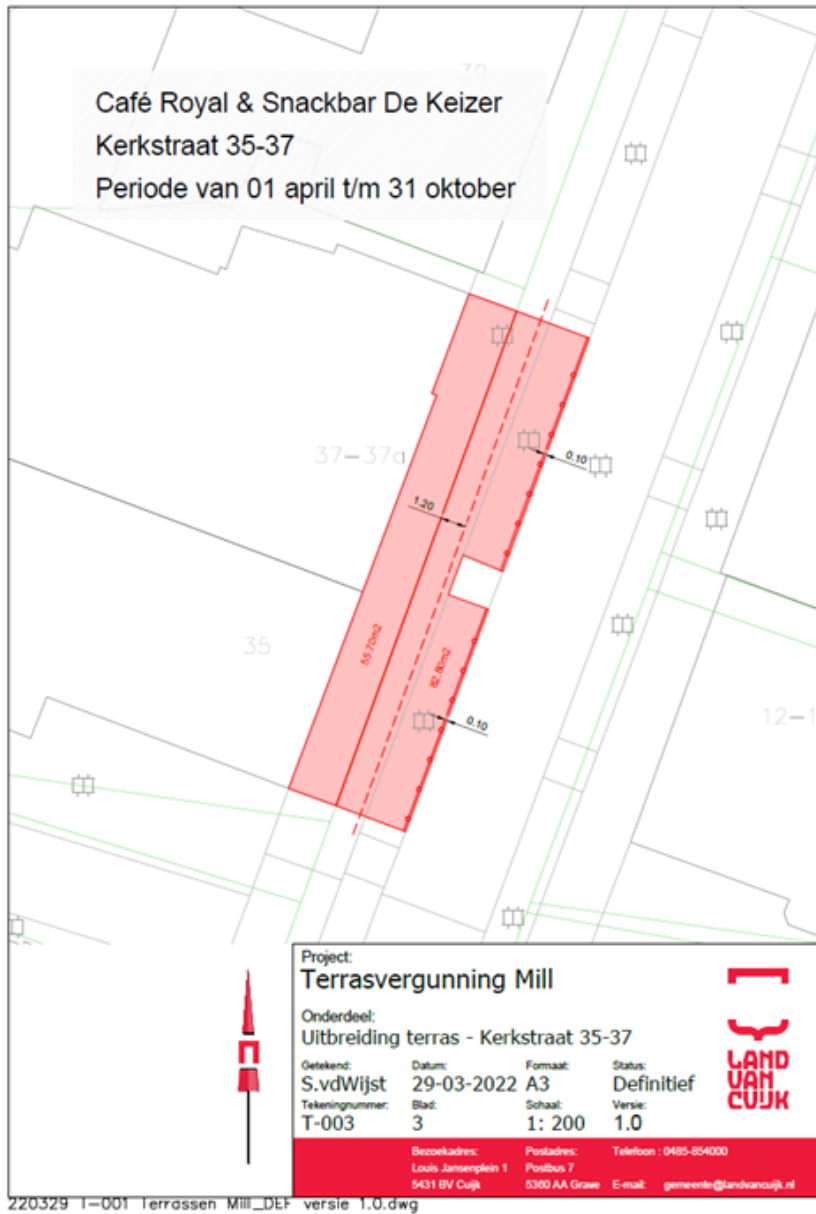 39
Café Royal & Snackbar De Keizer
Kerkstraat 35-37
Periode van 01 april t/m 31 oktober
37-37a
0.10
1.20
35
55.70m2
62.80m2
0.10
12-1
Project:
Terrasvergunning Mill
Onderdeel:
Uitbreiding terras - Kerkstraat 35-37
Getekend: Datum: Formaat: Status:
S.vdWijst 29-03-2022 A3 Definitief
Tekeningnummer: Blad: Schaal: Versie:
T-003 3 1: 200 1.0
LAND
VAN
CUIJK
Bezoekadres: Postadres: Telefoon : 0485-854000
Louis Jansenplein 1 Postbus 7
5431 BV Cuijk 5360 AA Grave E-mail: gemeente@landvancuijk.nl
220329 T-001 Terrassen Mill_DEF versie 1.0.dwg